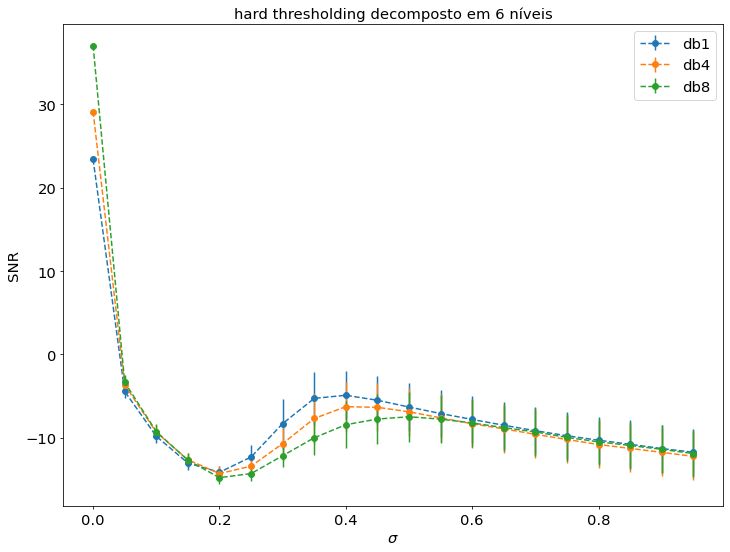 hard thresholding decomposto em 6 níveis
db1
db4
db8
30
20
10
0
−10
SNR
0.0 0.2 0.4 0.6 0.8
σ